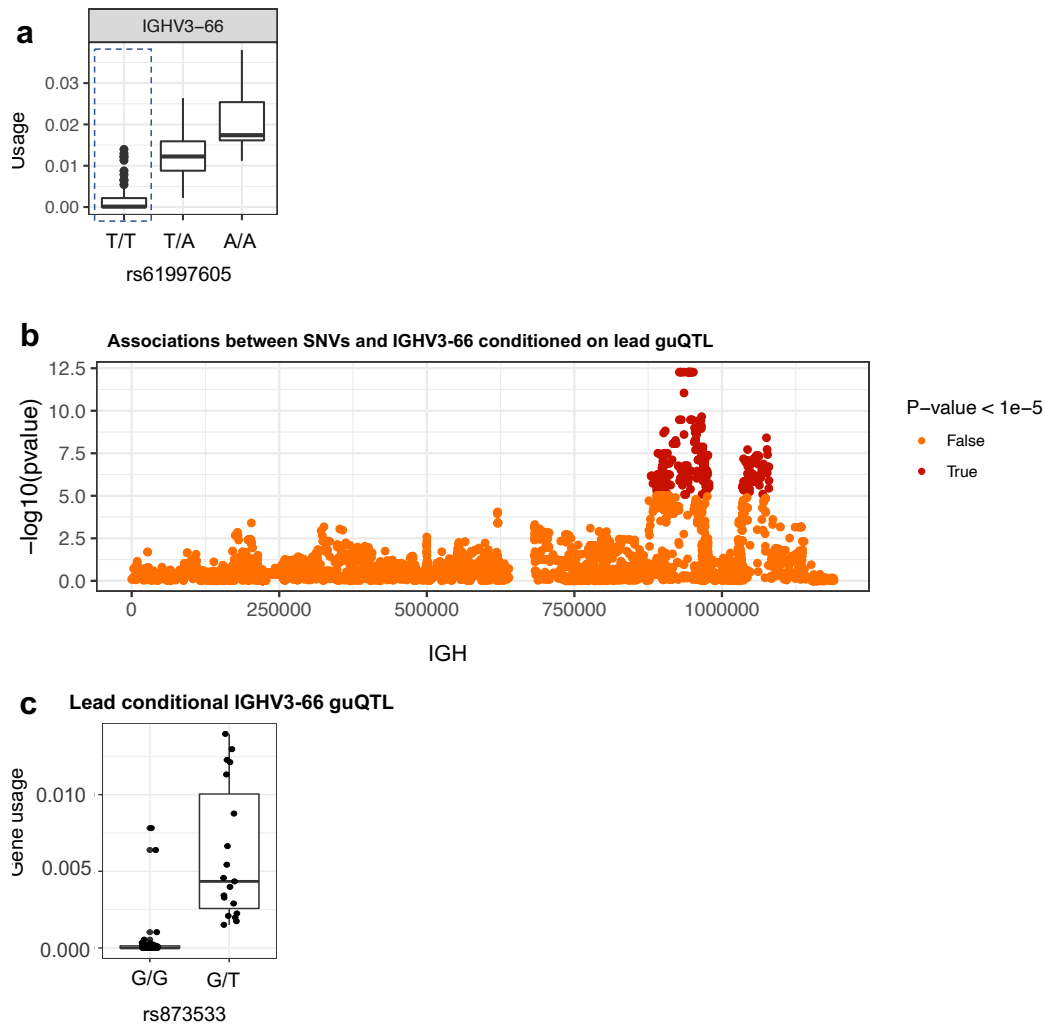 a
IGHV3−66
Usage
0.03
0.02
0.01
0.00
T/T T/A A/A
rs61997605
b
Associations between SNVs and IGHV3-66 conditioned on lead guQTL
−log10(pvalue)
12.5
10.0
7.5
5.0
2.5
0.0
0 250000 500000 750000 1000000
IGH
P−value < 1e−5
False
True
c
Lead conditional IGHV3-66 guQTL
Gene usage
0.010
0.005
0.000
G/G G/T
rs873533